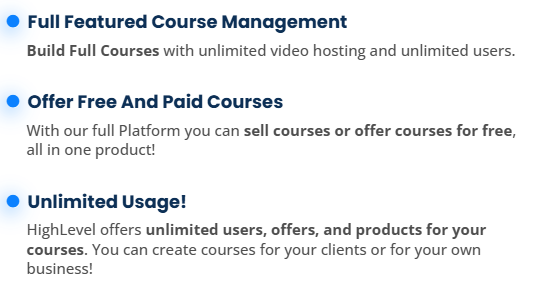 Full Featured Course Management
Build Full Courses with unlimited video hosting and unlimited users.
Offer Free And Paid Courses
With our full Platform you can sell courses or offer courses for free,
all in one product!
Unlimited Usage!
HighLevel offers unlimited users, offers, and products for your
courses. You can create courses for your clients or for your own
business!